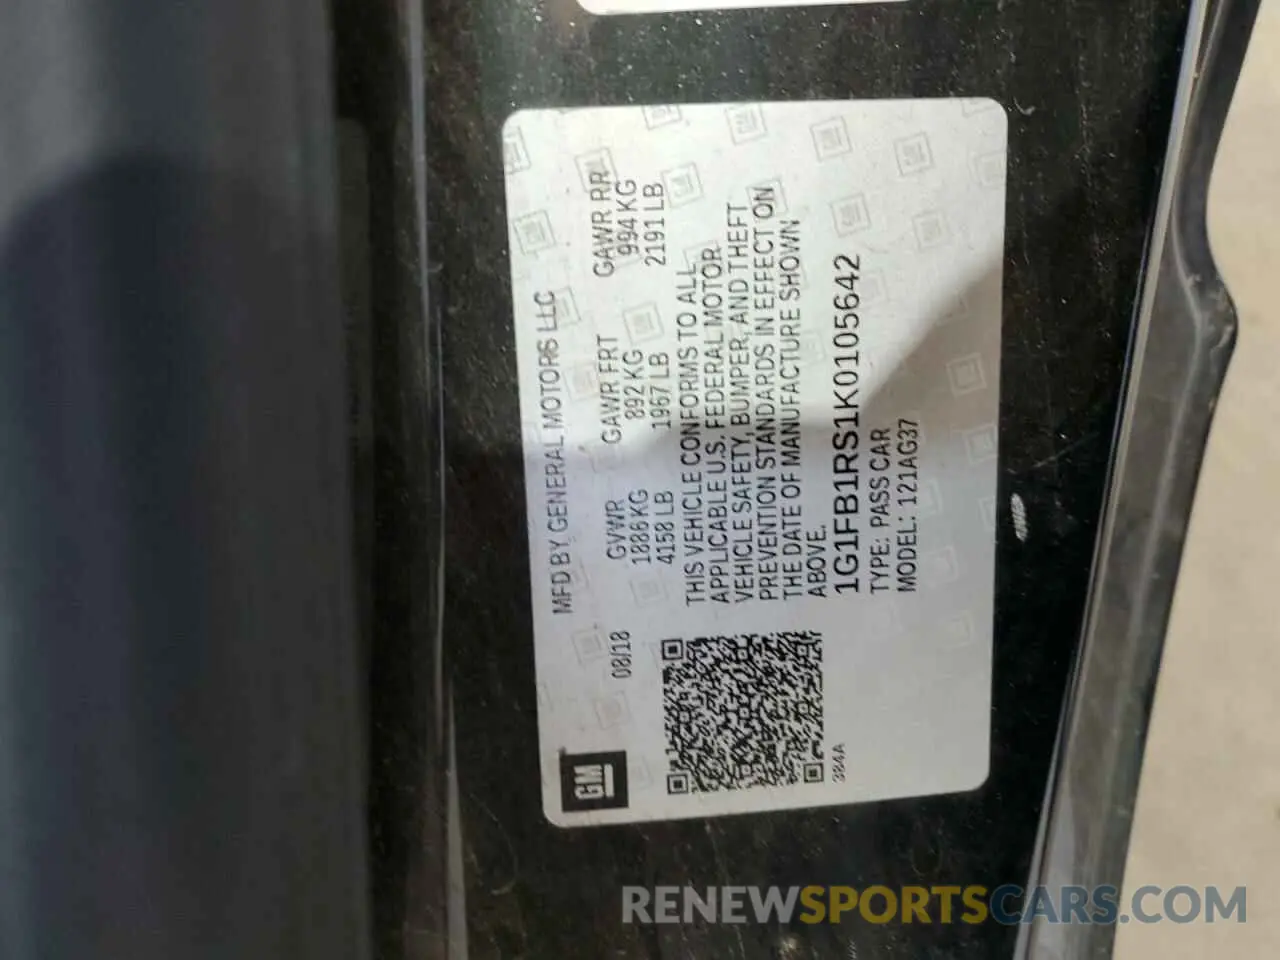 GM
MFD BY GENERAL MOTORS LLC
08/18
GVWR GAWR FRT GAWR RR
1886 KG 892 KG 994 KG
4158 LB 1967 LB 2191 LB
THIS VEHICLE CONFORMS TO ALL
APPLICABLE U.S. FEDERAL MOTOR
VEHICLE SAFETY, BUMPER, AND THEFT
PREVENTION STANDARDS IN EFFECT ON
THE DATE OF MANUFACTURE SHOWN
ABOVE.
1G1FB1RS1K0105642
TYPE: PASS CAR
MODEL: 121AG37
384A
RENEWSPORTSCARS.COM